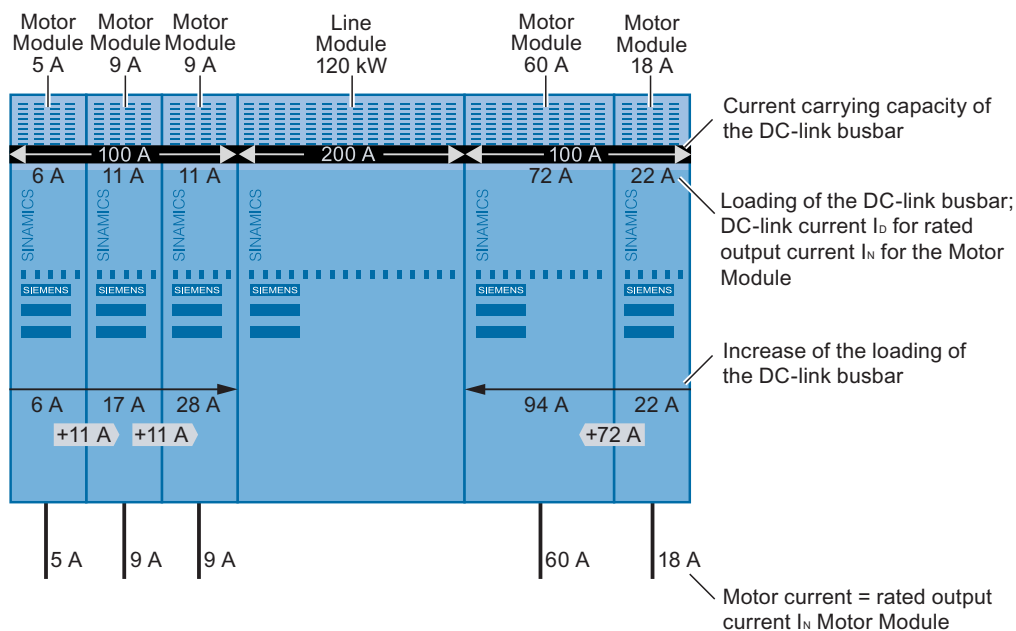 Motor
Module
5 A
Motor
Module
9 A
Motor
Module
9 A
Line
Module
120 kW
Motor
Module
60 A
Motor
Module
18 A
Current carrying capacity of
the DC-link busbar
100 A
200 A
100 A
6 A
11 A
11 A
72 A
22 A
Loading of the DC-link busbar;
DC-link current ID for rated
output current IN for the Motor
Module
SINAMICS
SINAMICS
SINAMICS
SINAMICS
SINAMICS
SINAMICS
SIEMENS
SIEMENS
SIEMENS
SIEMENS
SIEMENS
SIEMENS
Increase of the loading of
the DC-link busbar
6 A
17 A
28 A
94 A
22 A
+11 A
+11 A
+72 A
5 A
9 A
9 A
60 A
18 A
Motor current = rated output
current IN Motor Module